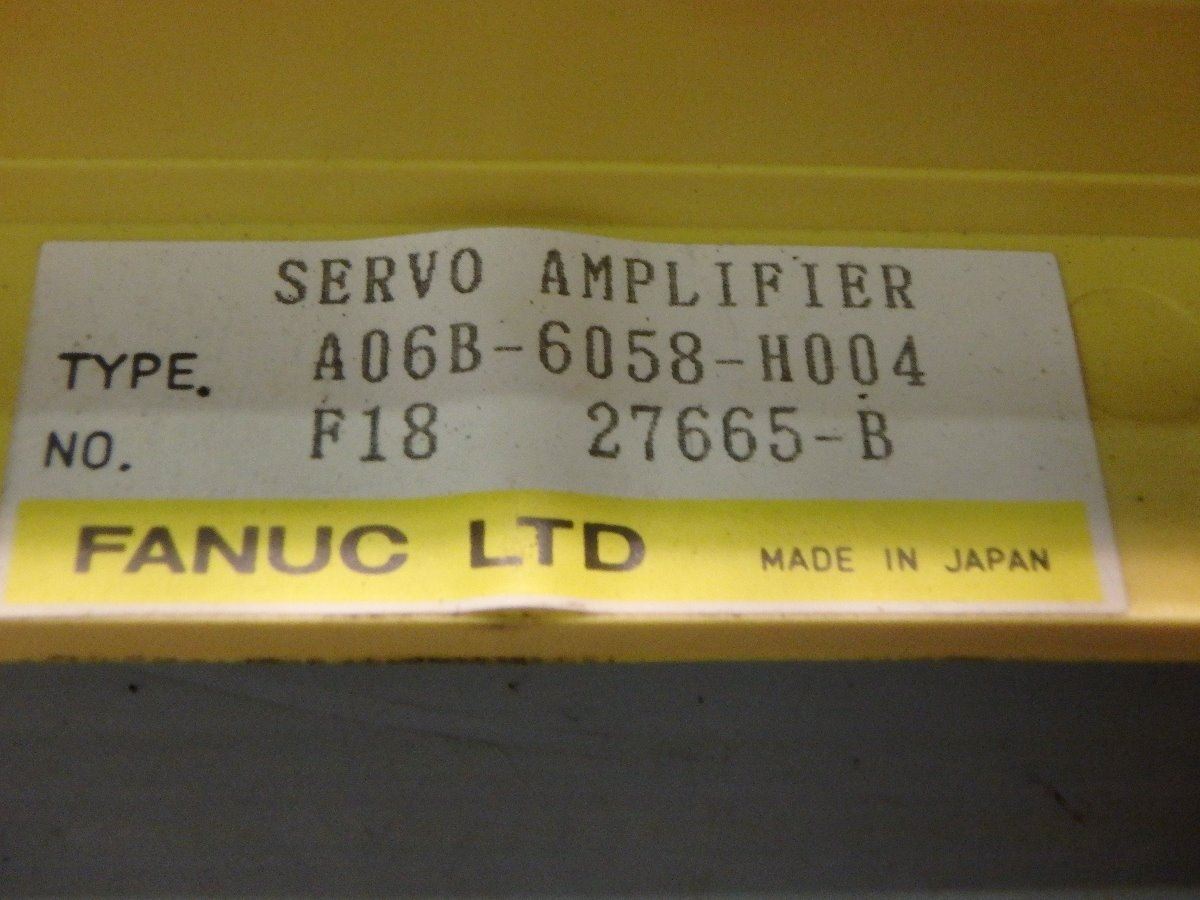 SERVO AMPLIFIER
TYPE. A06B-6058-H004
NO. F18 27665-B
FANUC LTD MADE IN JAPAN